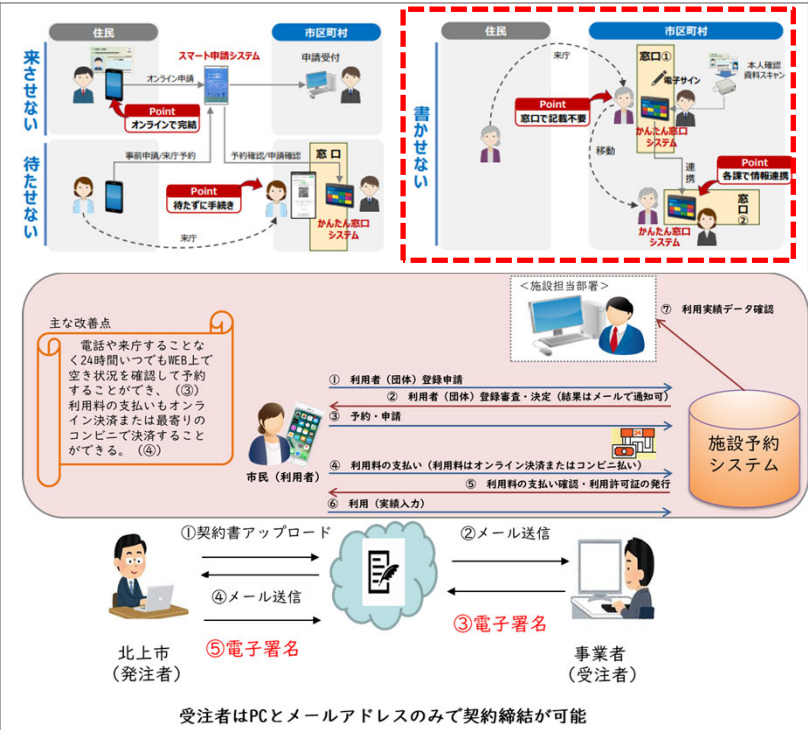 住民
市区町村
来させない
スマート申請システム
オンライン申請
申請受付
Point
オンラインで完結
待たせない
事前申請/来庁予約
予約確認/申請確認
窓口
Point
待たずに手続き
かんたん窓口
システム
来庁
住民
市区町村
書かせない
来庁
窓口①
電子サイン
本人確認
資料スキャン
Point
窓口で記載不要
かんたん窓口
システム
移動
連携
Point
各課で情報連携
窓口②
かんたん窓口
システム
<施設担当部署>
⑦ 利用実績データ確認
主な改善点
電話や来庁することな
く24時間いつでもWEB上で
空き状況を確認して予約
することができ、(③)
利用料の支払いもオンラ
イン決済または最寄りの
コンビニで決済すること
ができる。(④)
市民(利用者)
① 利用者(団体)登録申請
② 利用者(団体)登録審査・決定(結果はメールで通知可)
③ 予約・申請
④ 利用料の支払い(利用料はオンライン決済またはコンビニ払い)
⑤ 利用料の支払い確認・利用許可証の発行
⑥ 利用(実績入力)
施設予約
システム
①契約書アップロード
②メール送信
④メール送信
③電子署名
⑤電子署名
北上市
(発注者)
事業者
(受注者)
受注者はPCとメールアドレスのみで契約締結が可能